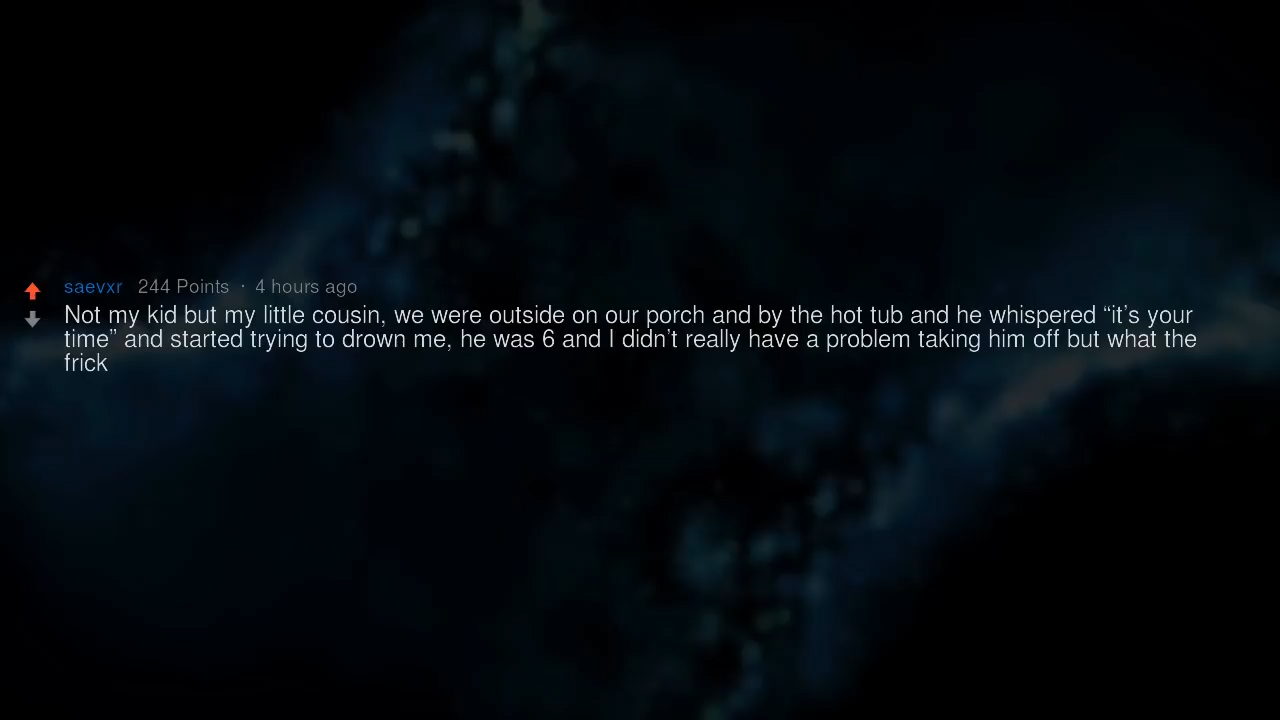 saevxr 244 Points · 4 hours ago
Not my kid but my little cousin, we were outside on our porch and by the hot tub and he whispered “it’s your
time” and started trying to drown me, he was 6 and I didn’t really have a problem taking him off but what the
frick